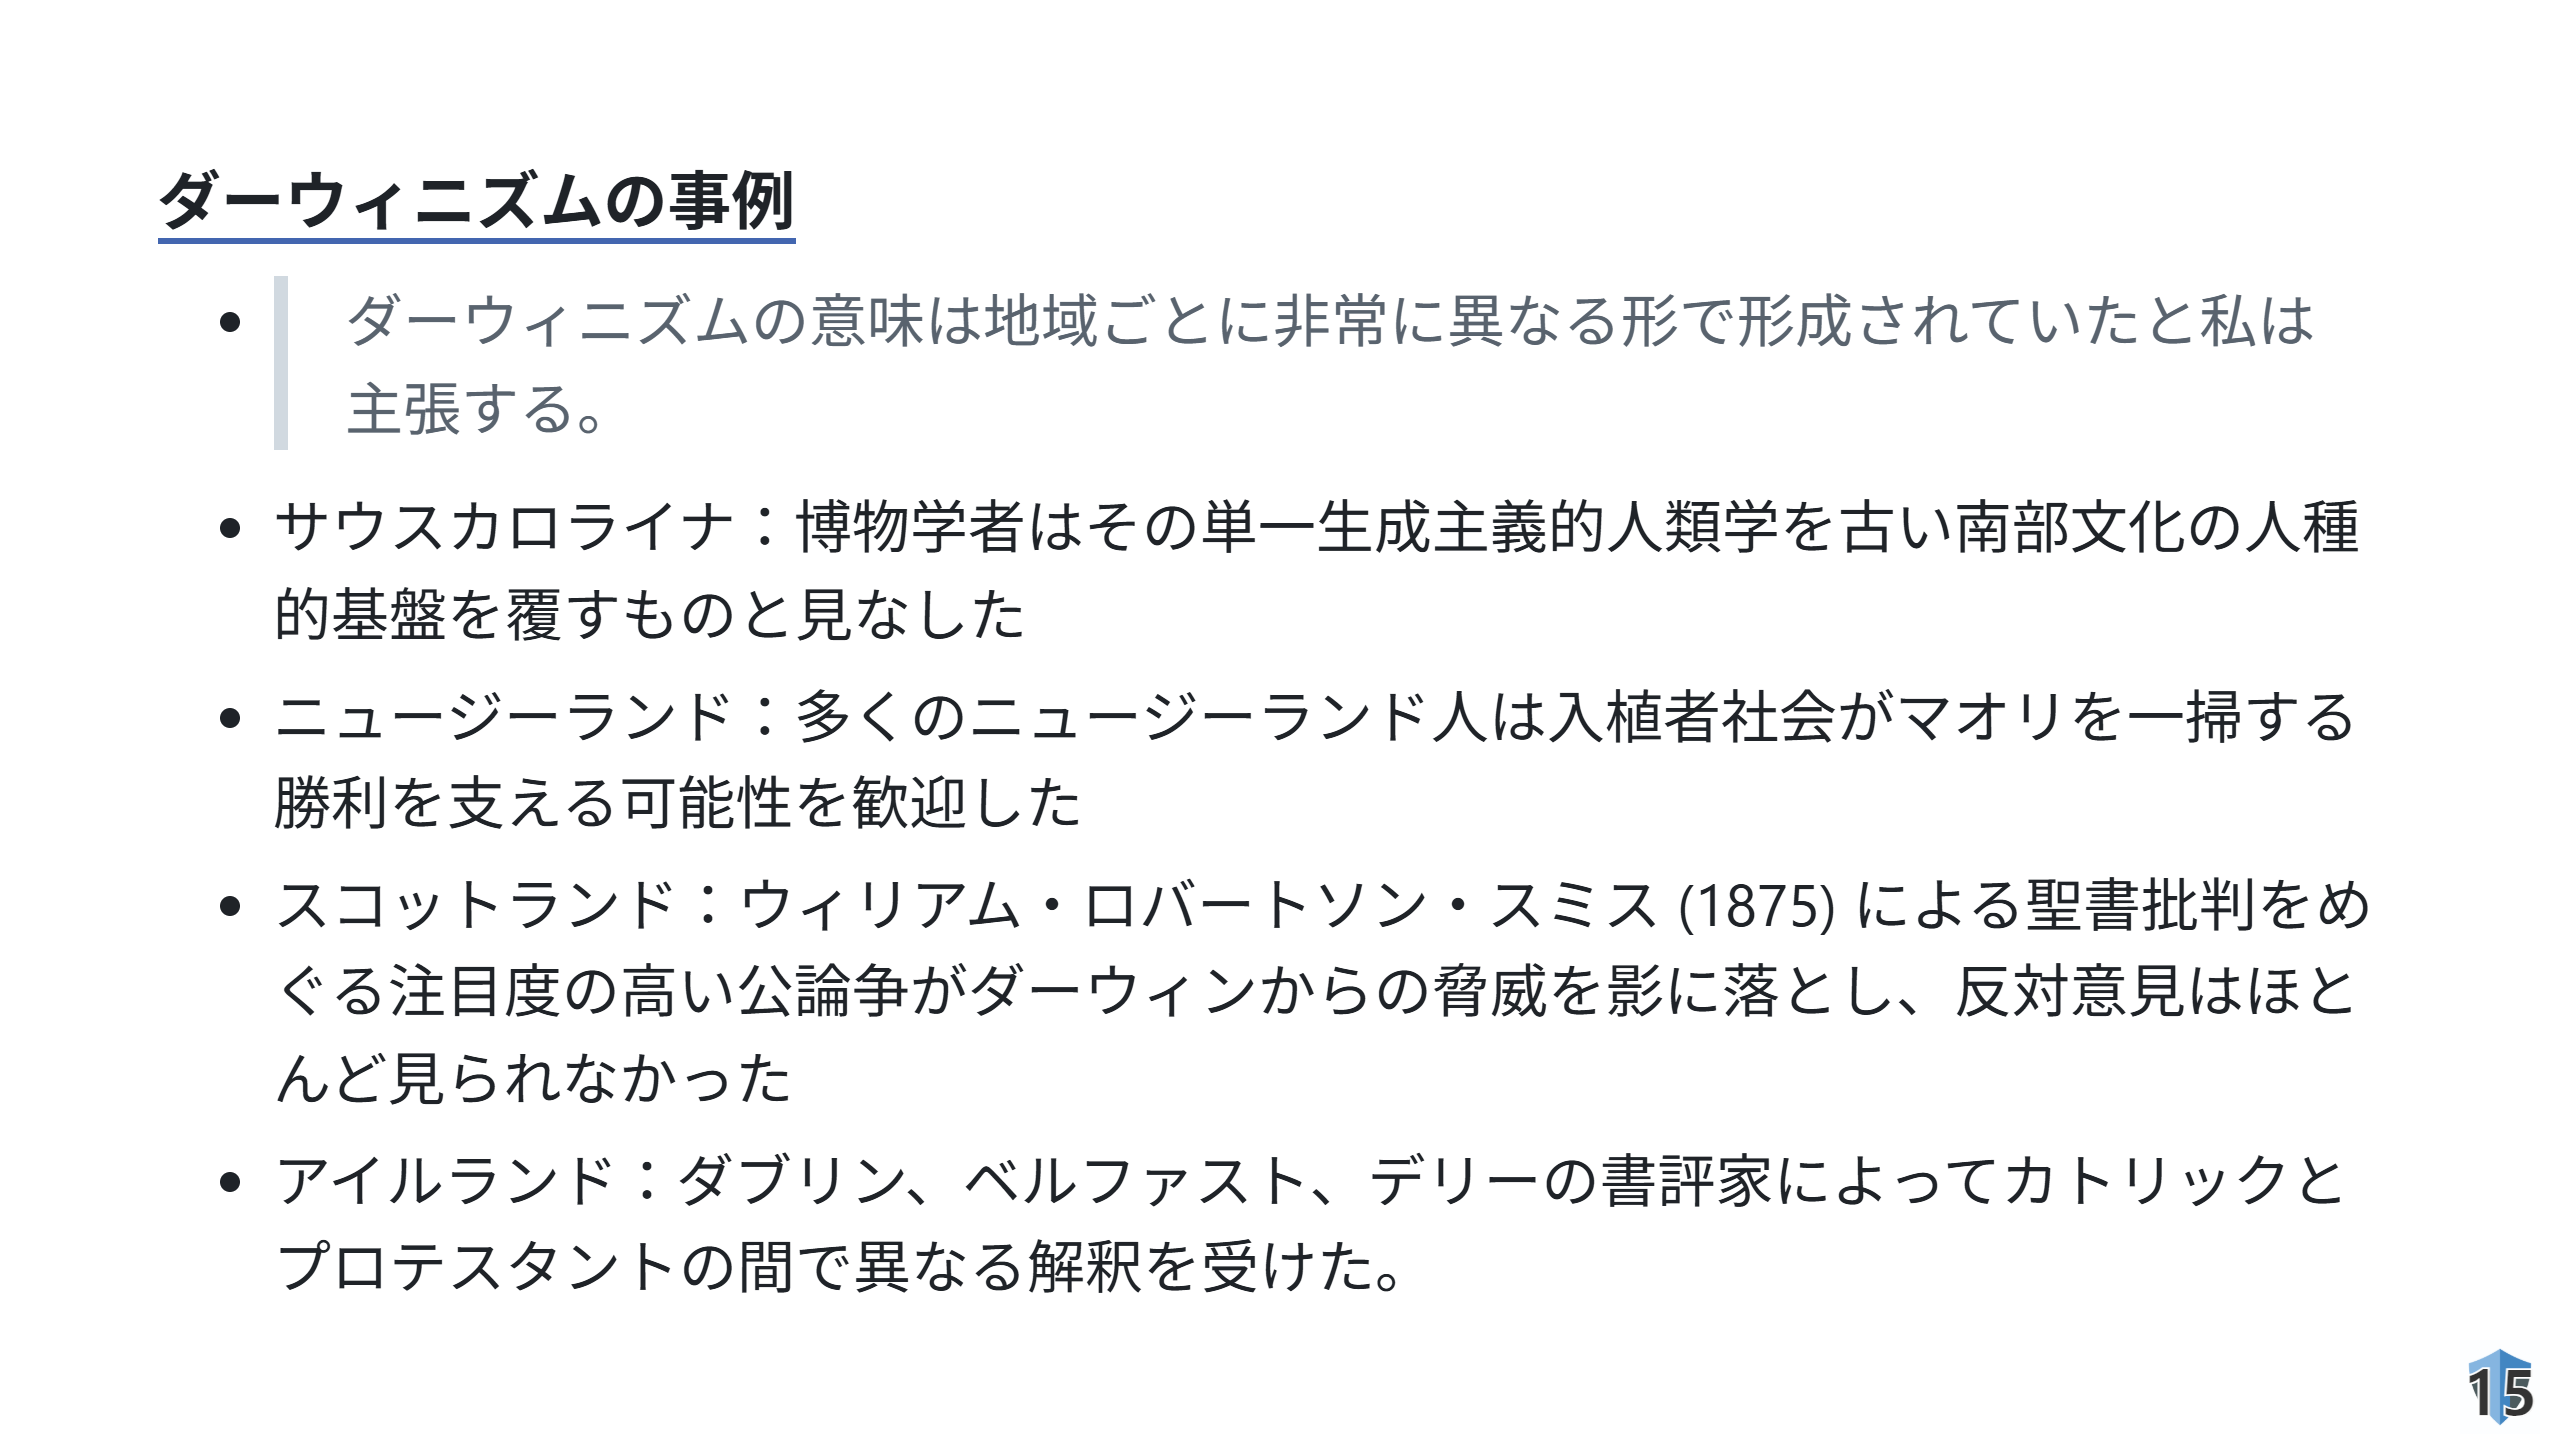 ダーウィニズムの事例
ダーウィニズムの意味は地域ごとに非常に異なる形で形成されていたと私は
主張する。
サウスカロライナ：博物学者はその単一生成主義的人類学を古い南部文化の人種
的基盤を覆すものと見なした
ニュージーランド：多くのニュージーランド人は入植者社会がマオリを一掃する
勝利を支える可能性を歓迎した
スコットランド：ウィリアム・ロバートソン・スミス (1875) による聖書批判をめ
ぐる注目度の高い公論争がダーウィンからの脅威を影に落とし、反対意見はほと
んど見られなかった
アイルランド：ダブリン、ベルファスト、デリーの書評家によってカトリックと
プロテスタントの間で異なる解釈を受けた。
15